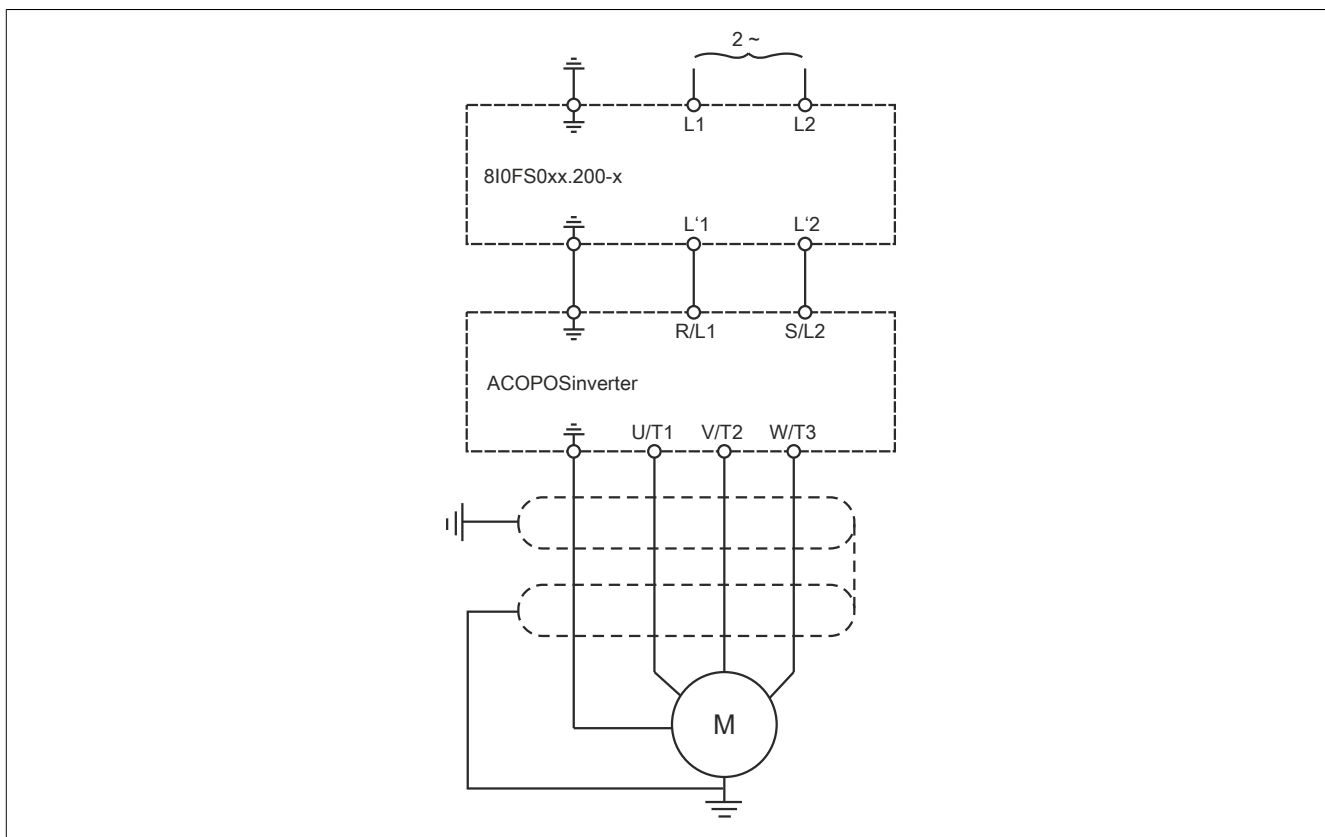 2 ~
L1 L2
8I0FS0xx.200-x
L‘1 L‘2
R/L1 S/L2
ACOPOSinverter
U/T1 V/T2 W/T3
M